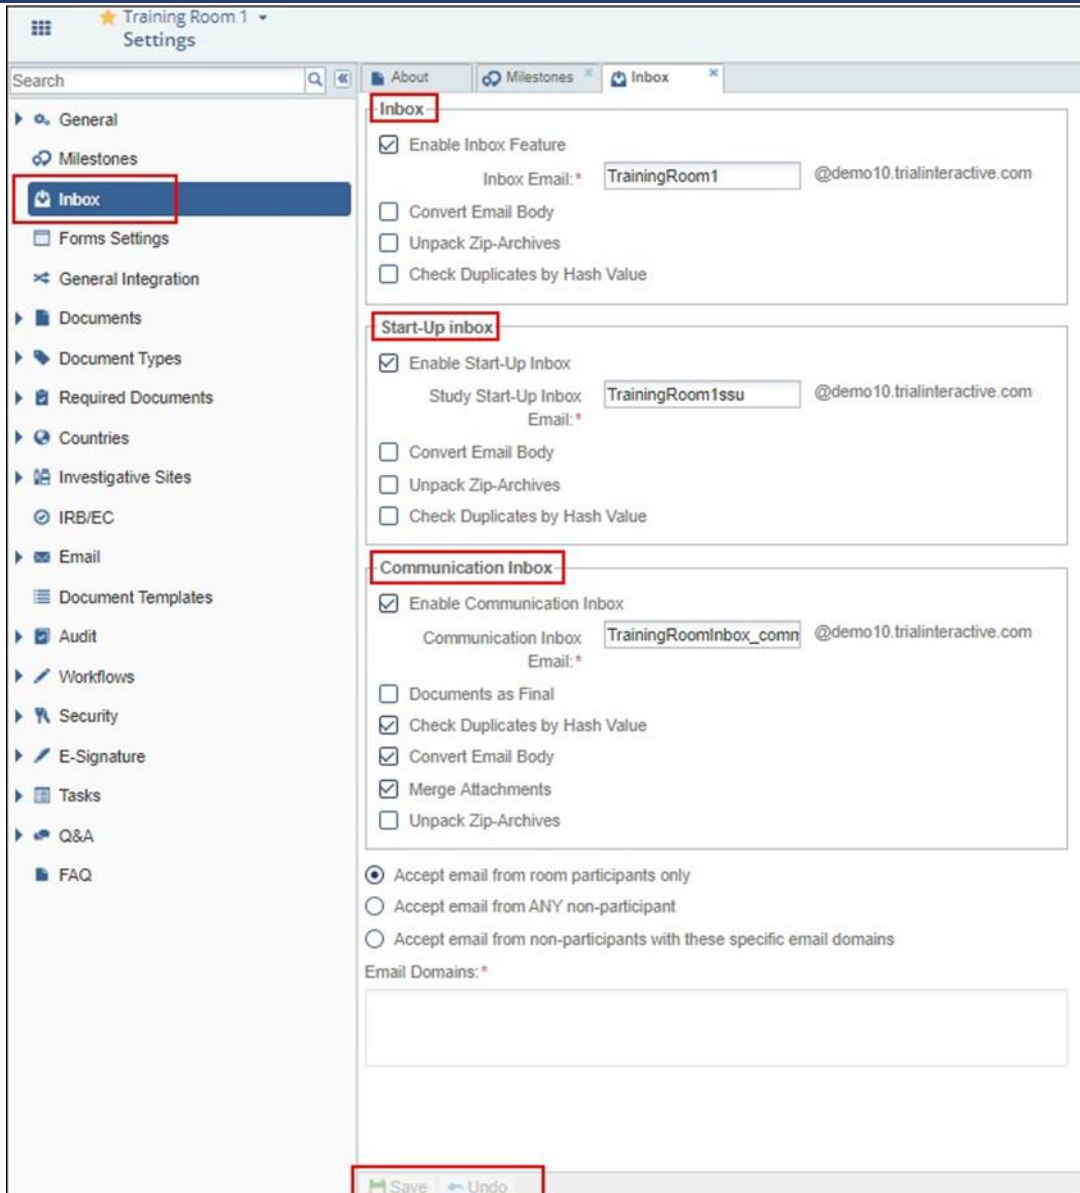 Training Room 1
Settings
Search
General
Milestones
Inbox
Forms Settings
General Integration
Documents
Document Types
Required Documents
Countries
Investigative Sites
IRB/EC
Email
Document Templates
Audit
Workflows
Security
E-Signature
Tasks
Q&A
FAQ
About
Milestones
Inbox
Inbox
Enable Inbox Feature
Inbox Email:* TrainingRoom1 @demo10.trialinteractive.com
Convert Email Body
Unpack Zip-Archives
Check Duplicates by Hash Value
Start-Up inbox
Enable Start-Up Inbox
Study Start-Up Inbox TrainingRoom1ssu @demo10.trialinteractive.com
Email:*
Convert Email Body
Unpack Zip-Archives
Check Duplicates by Hash Value
Communication Inbox
Enable Communication Inbox
Communication Inbox TrainingRoomInbox_comm @demo10.trialinteractive.com
Email:*
Documents as Final
Check Duplicates by Hash Value
Convert Email Body
Merge Attachments
Unpack Zip-Archives
Accept email from room participants only
Accept email from ANY non-participant
Accept email from non-participants with these specific email domains
Email Domains:*
Save Undo